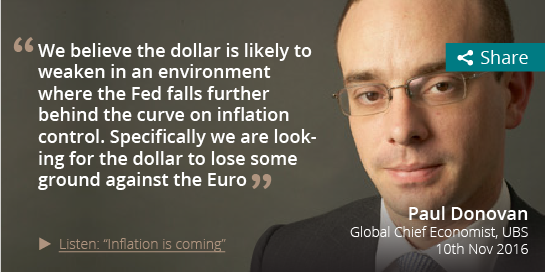 “ We believe the dollar is likely to
weaken in an environment
where the Fed falls further
behind the curve on inflation
control. Specifically we are look-
ing for the dollar to lose some
ground against the Euro ”
Share
Paul Donovan
Global Chief Economist, UBS
10th Nov 2016
Listen: “Inflation is coming”